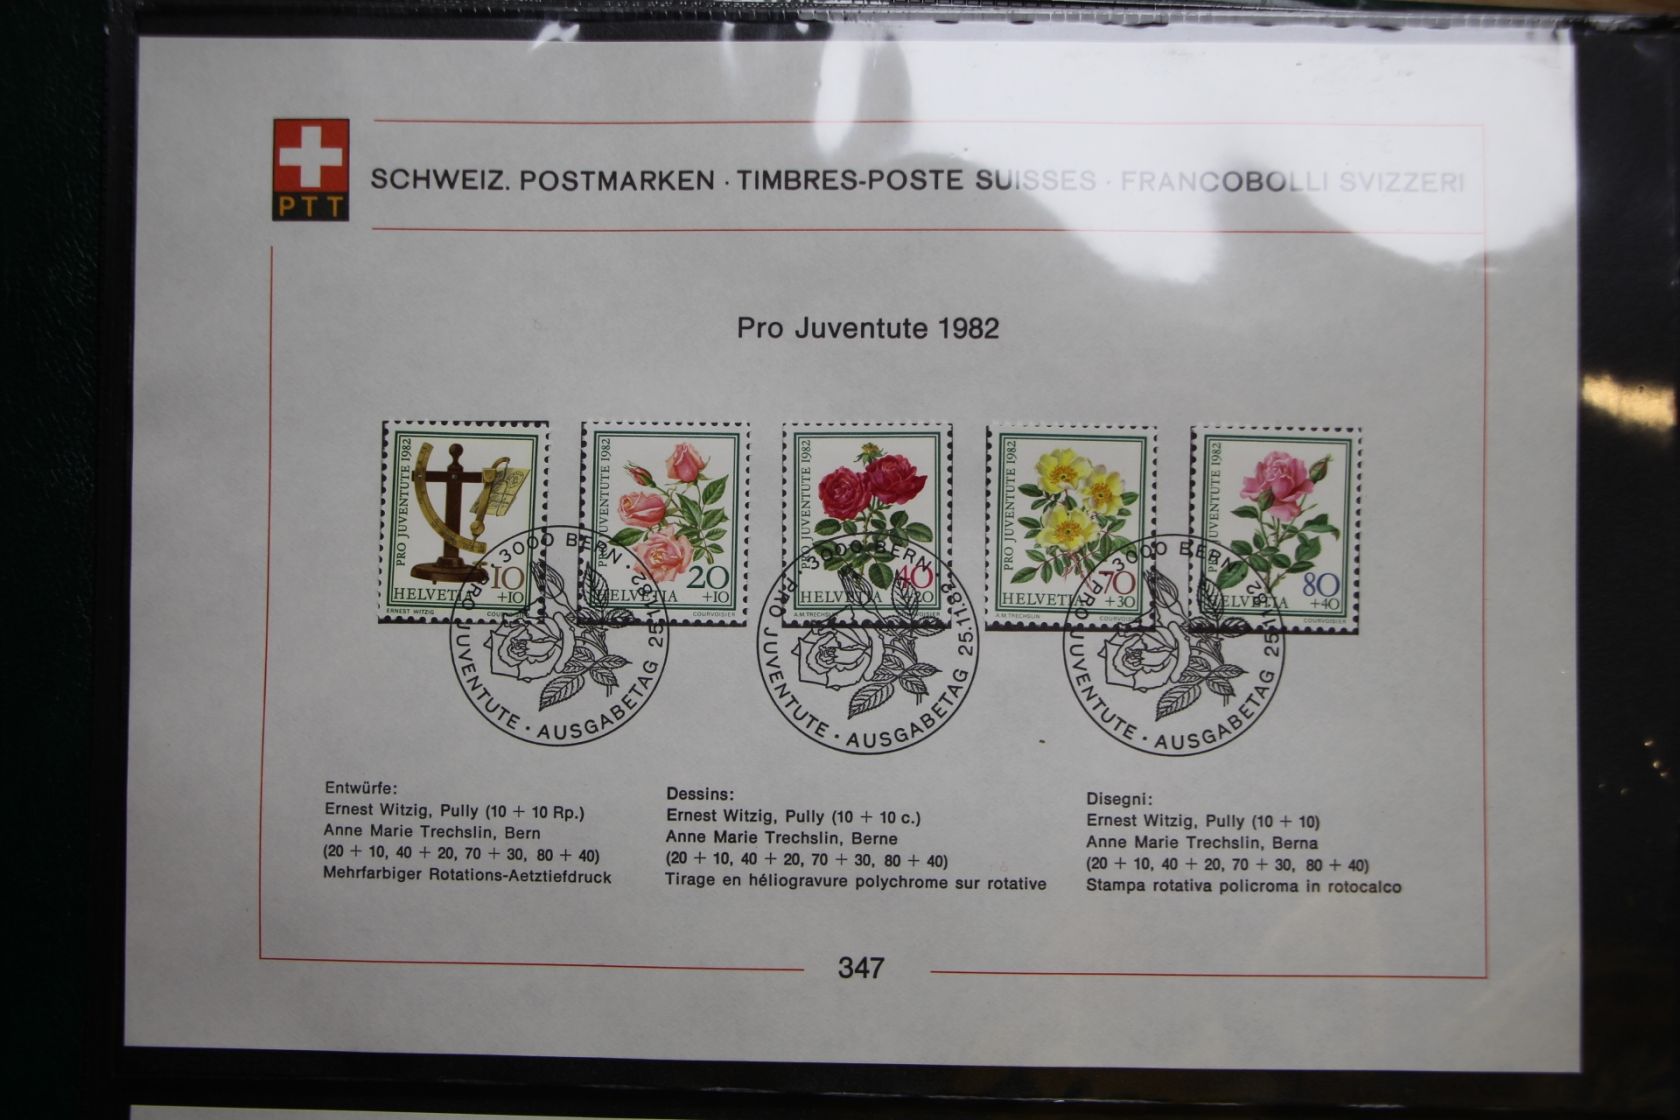 PTT
SCHWEIZ. POSTMARKEN · TIMBRES-POSTE SUISSES · FRANCOBOLLI SVIZZERI
Pro Juventute 1982
PRO JUVENTUTE 1982
10
+10
HELVETIA
ERNEST WITZIG
PRO JUVENTUTE 1982
20
+10
HELVETIA
COURVOISIER
PRO JUVENTUTE 1982
40
+20
HELVETIA
PRO JUVENTUTE 1982
70
+30
HELVETIA
A.M.TRECHSLIN
PRO JUVENTUTE 1982
80
+40
HELVETIA
COURVOISIER
3000 BERN · 25.11.82
PRO JUVENTUTE · AUSGABETAG
3000 BERN · 25.11.82
PRO JUVENTUTE · AUSGABETAG
3000 BERN · 25.11.82
PRO JUVENTUTE · AUSGABETAG
Entwürfe:
Ernest Witzig, Pully (10 + 10 Rp.)
Anne Marie Trechslin, Bern
(20 + 10, 40 + 20, 70 + 30, 80 + 40)
Mehrfarbiger Rotations-Aetztiefdruck
Dessins:
Ernest Witzig, Pully (10 + 10 c.)
Anne Marie Trechslin, Berne
(20 + 10, 40 + 20, 70 + 30, 80 + 40)
Tirage en héliogravure polychrome sur rotative
Disegni:
Ernest Witzig, Pully (10 + 10)
Anne Marie Trechslin, Berna
(20 + 10, 40 + 20, 70 + 30, 80 + 40)
Stampa rotativa policroma in rotocalco
347